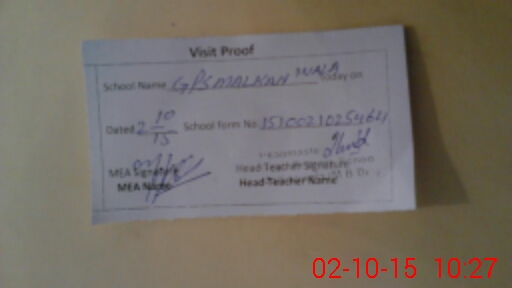 Visit Proof
School Name GPS MALKAN WALA today on
Dated 2 10/15 School Form No 1510021025464
MEA Signature Head Teacher Signature
MEA Name Head Teacher Name
02-10-15 10:27